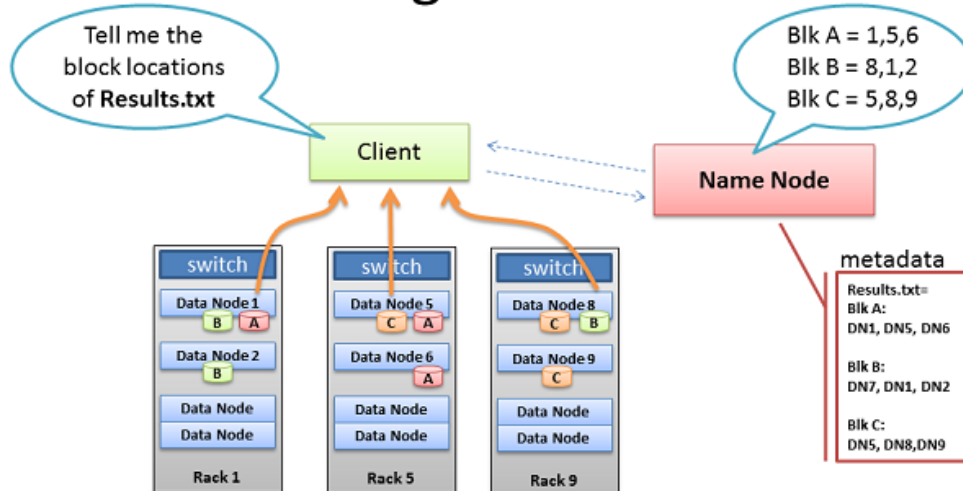 Tell me the
block locations
of Results.txt
Blk A = 1,5,6
Blk B = 8,1,2
Blk C = 5,8,9
Client
Name Node
switch
Data Node 1
B
A
Data Node 2
B
Data Node
Data Node
Rack 1
switch
Data Node 5
C
A
Data Node 6
A
Data Node
Data Node
Rack 5
switch
Data Node 8
C
B
Data Node 9
C
Data Node
Data Node
Rack 9
metadata
Results.txt=
Blk A:
DN1, DN5, DN6
Blk B:
DN7, DN1, DN2
Blk C:
DN5, DN8,DN9